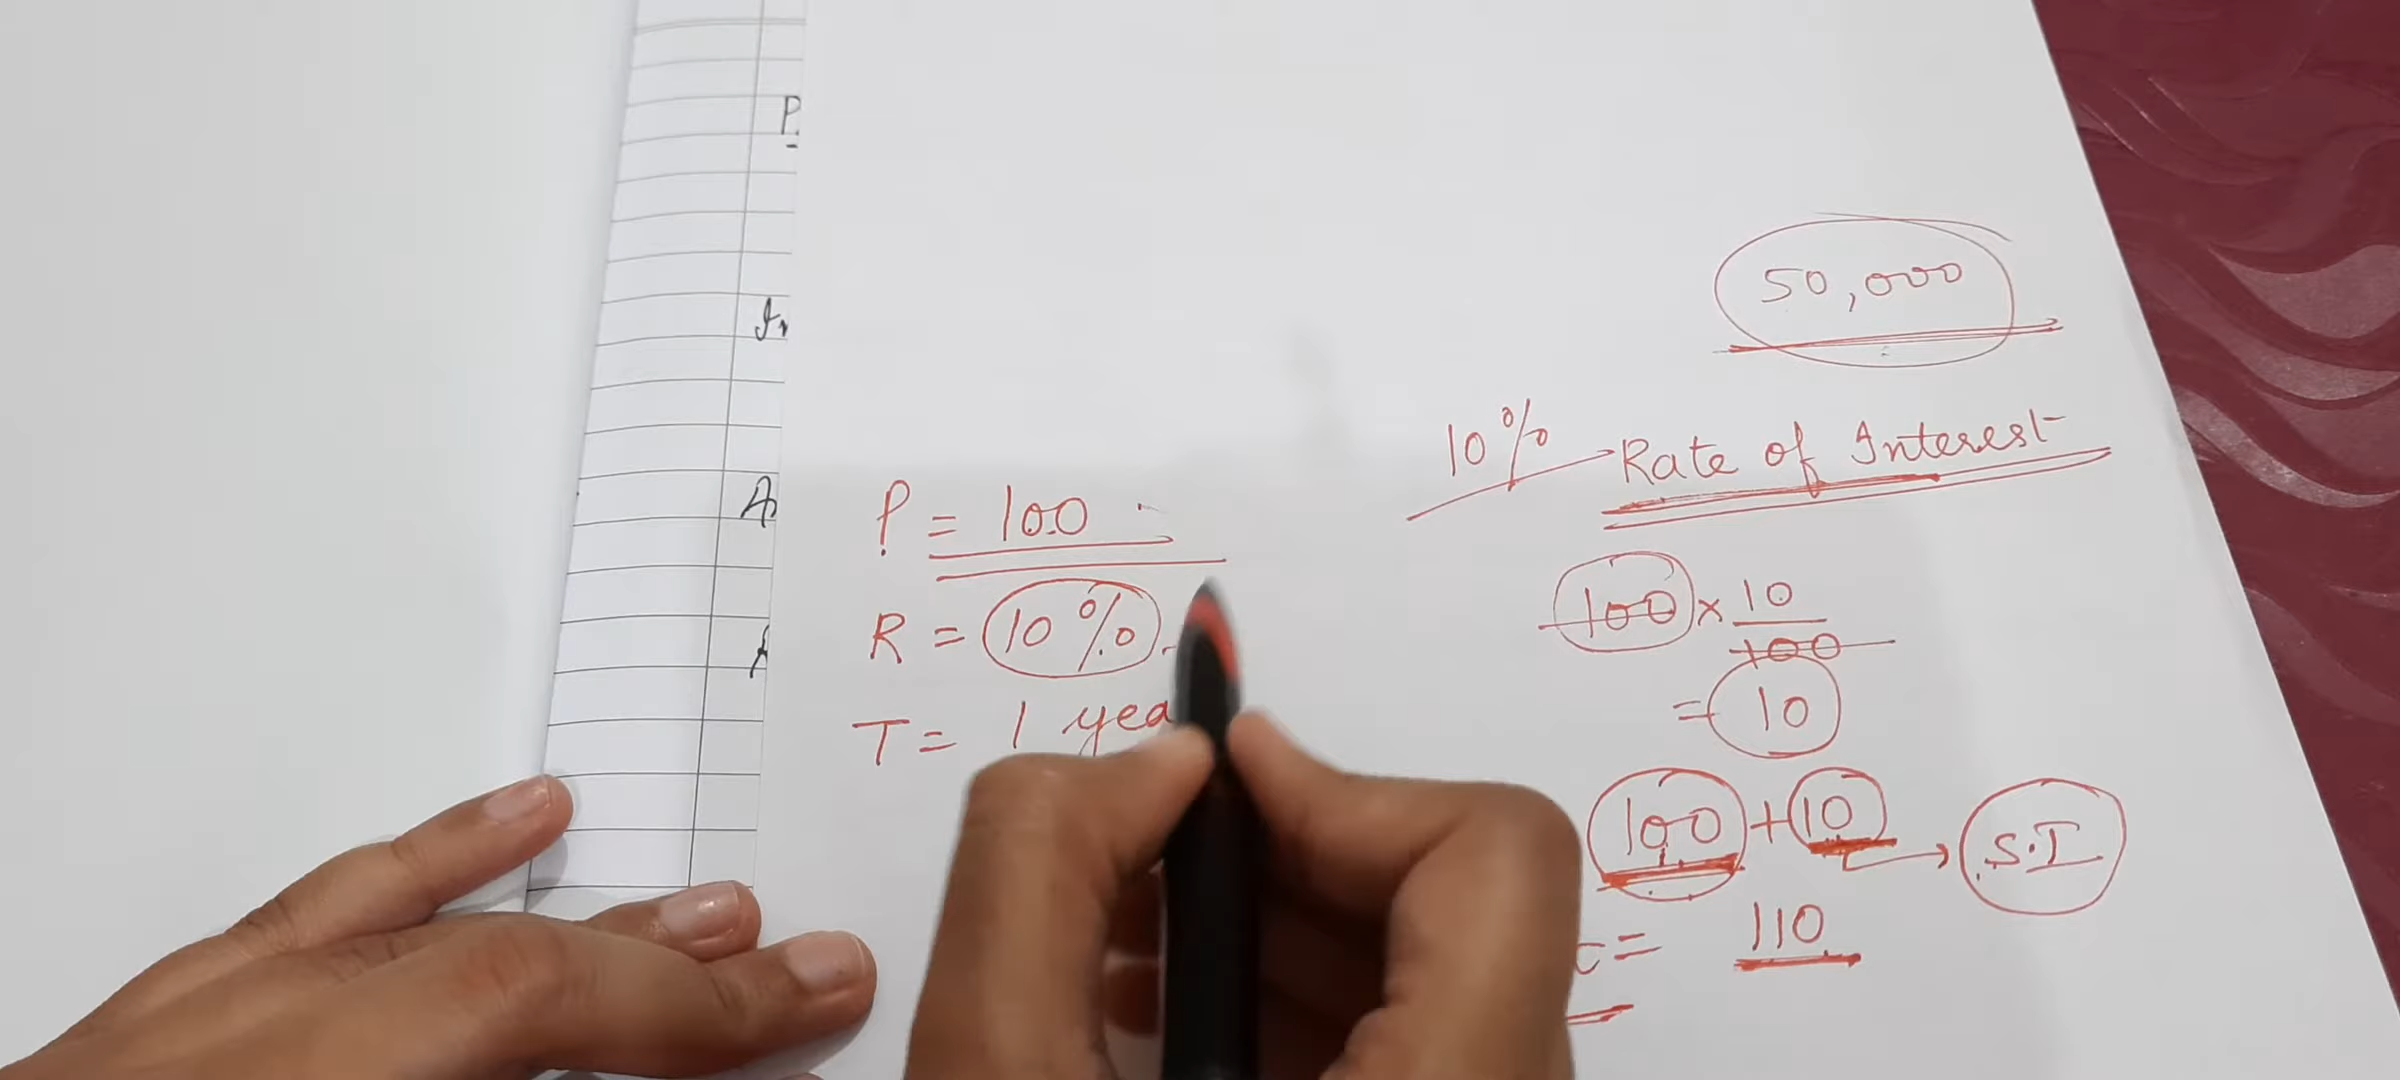 50,000
10% Rate of Interest
P = 100
R = 10%
T = 1 yea
100 × 10
100
= 10
100 + 10 S.I
= 110